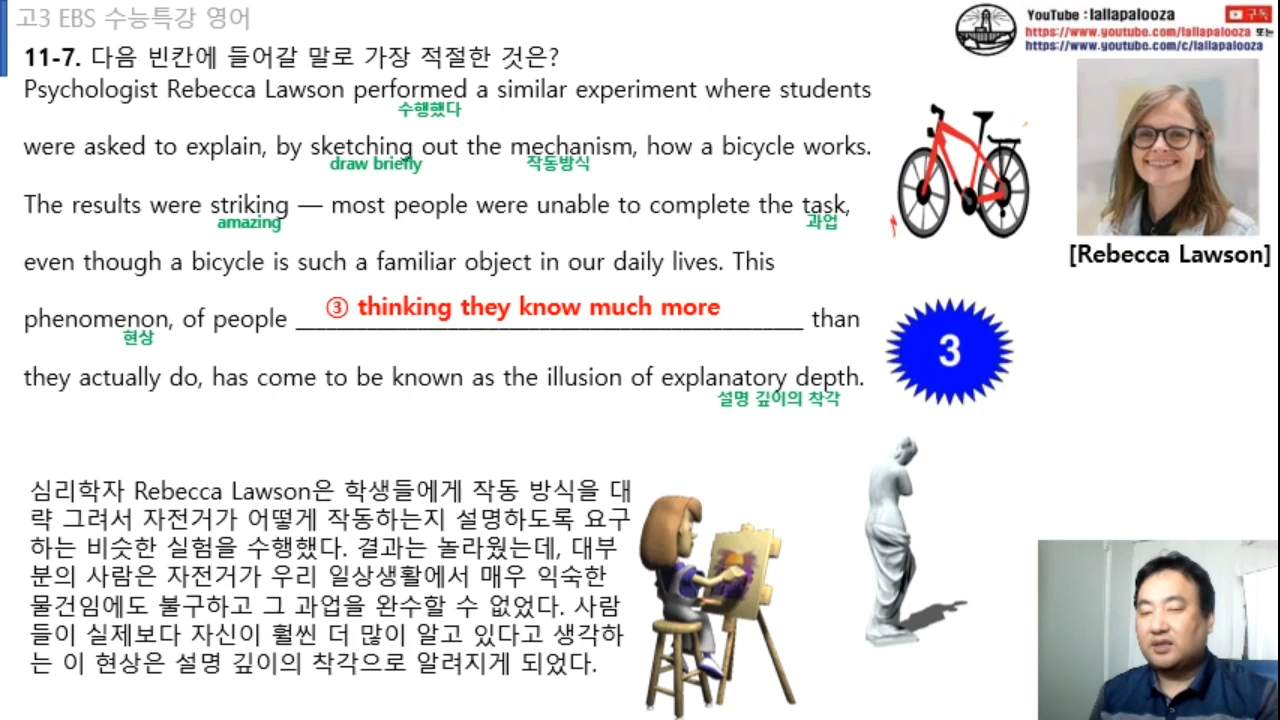 고3 EBS 수능특강 영어
YouTube : lallapalooza
구독
https://www.youtube.com/lallapalooza 또는
https://www.youtube.com/c/lallapalooza
11-7. 다음 빈칸에 들어갈 말로 가장 적절한 것은?
Psychologist Rebecca Lawson performed a similar experiment where students
수행했다
were asked to explain, by sketching out the mechanism, how a bicycle works.
draw briefly 작동방식
The results were striking — most people were unable to complete the task,
amazing 과업
even though a bicycle is such a familiar object in our daily lives. This
③ thinking they know much more
phenomenon, of people ____________________ than
현상
they actually do, has come to be known as the illusion of explanatory depth.
설명 깊이의 착각
[Rebecca Lawson]
3
심리학자 Rebecca Lawson은 학생들에게 작동 방식을 대
략 그려서 자전거가 어떻게 작동하는지 설명하도록 요구
하는 비슷한 실험을 수행했다. 결과는 놀라웠는데, 대부
분의 사람은 자전거가 우리 일상생활에서 매우 익숙한
물건임에도 불구하고 그 과업을 완수할 수 없었다. 사람
들이 실제보다 자신이 훨씬 더 많이 알고 있다고 생각하
는 이 현상은 설명 깊이의 착각으로 알려지게 되었다.